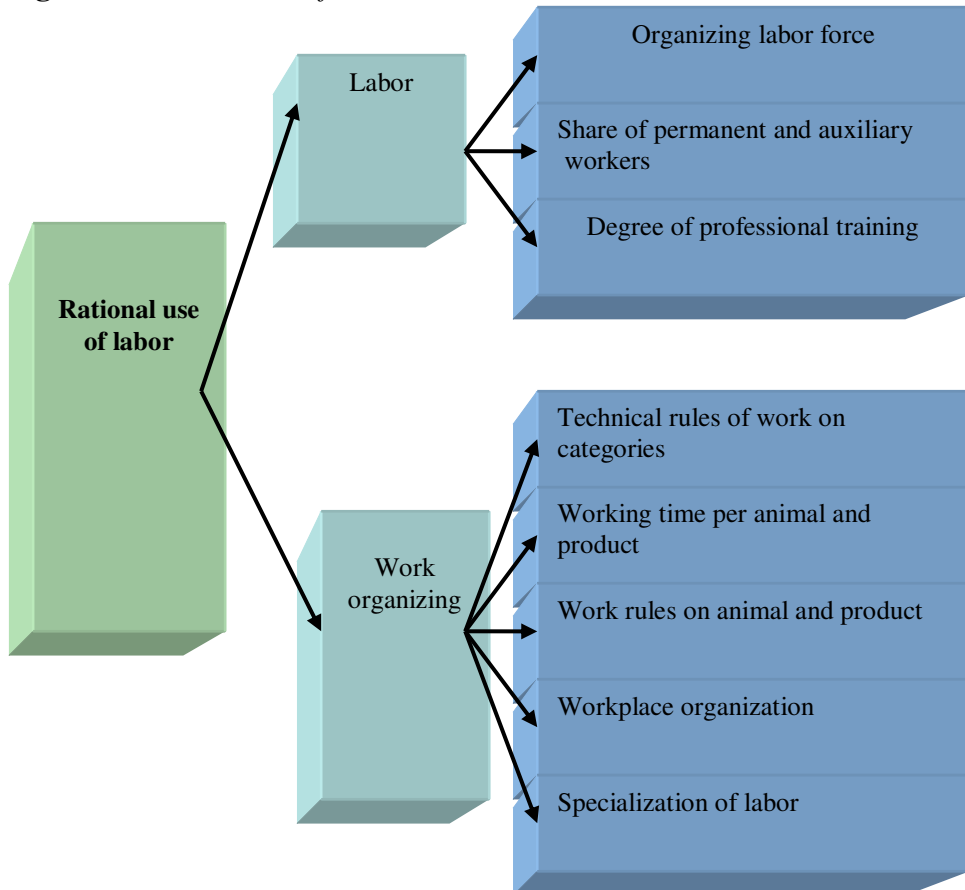 Labor
Organizing labor force
Share of permanent and auxiliary
workers
Degree of professional training
Rational use
of labor
Technical rules of work on
categories
Working time per animal and
product
Work
organizing
Work rules on animal and product
Workplace organization
Specialization of labor